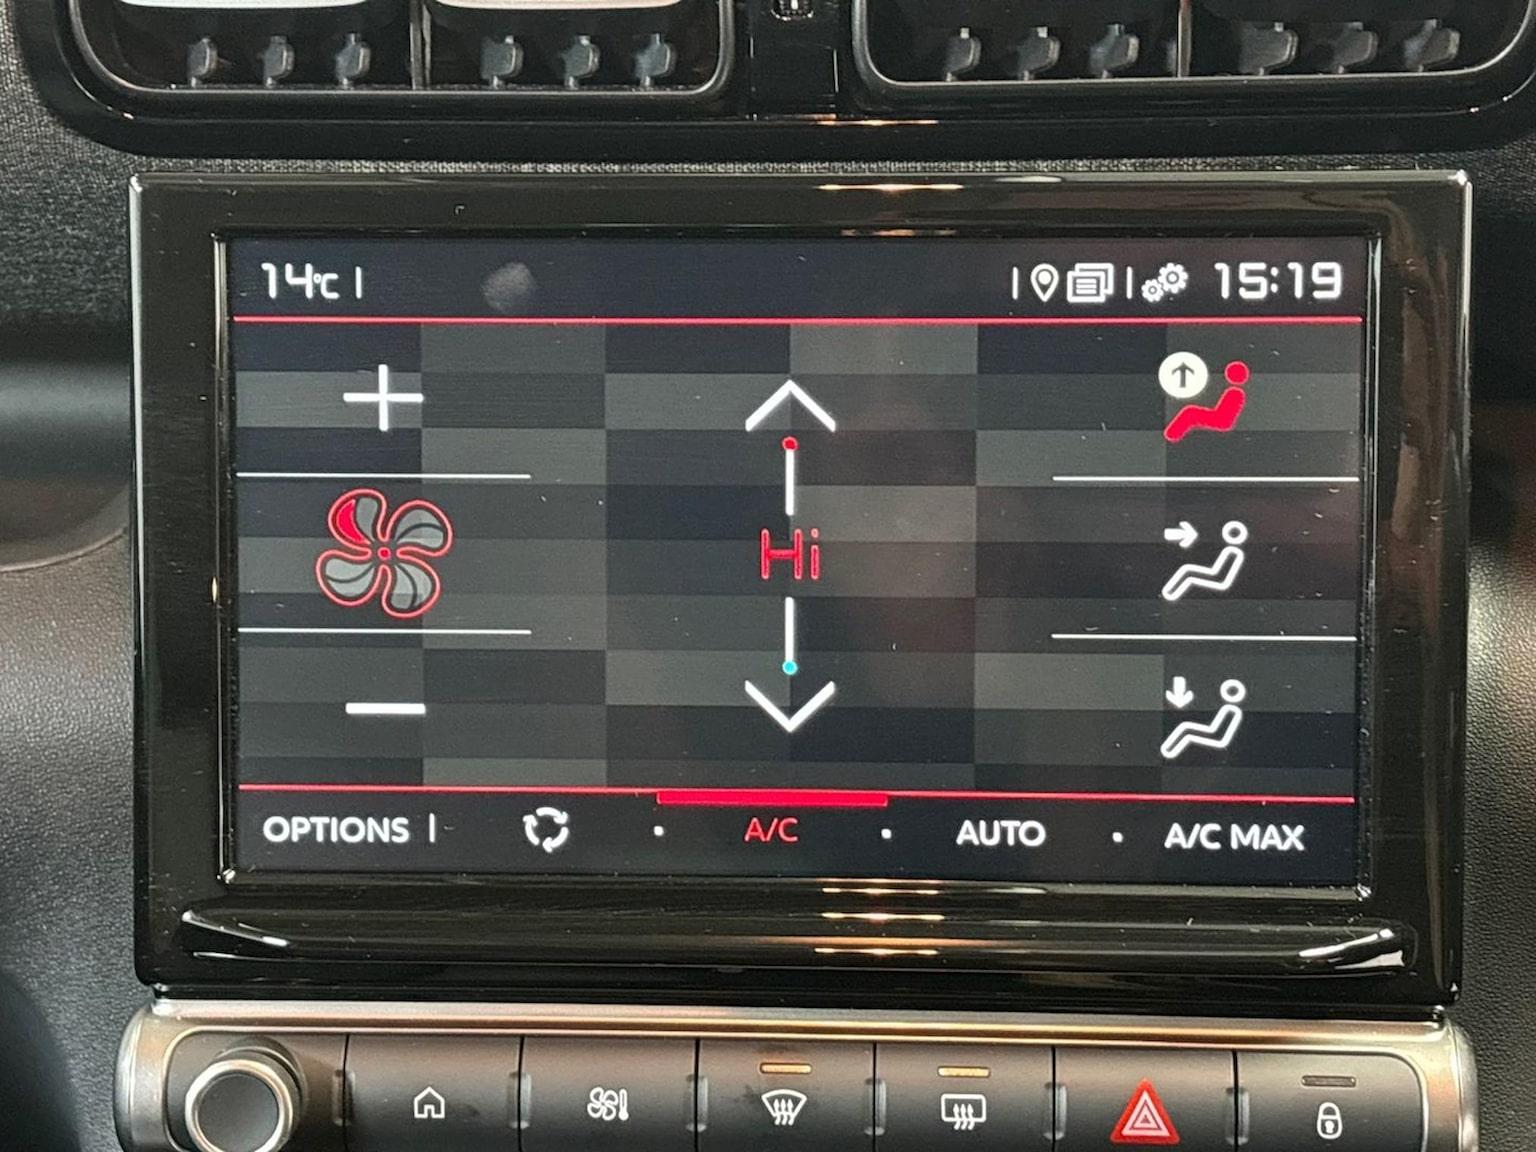 14°C
15:19
Hi
OPTIONS
A/C
AUTO
A/C MAX